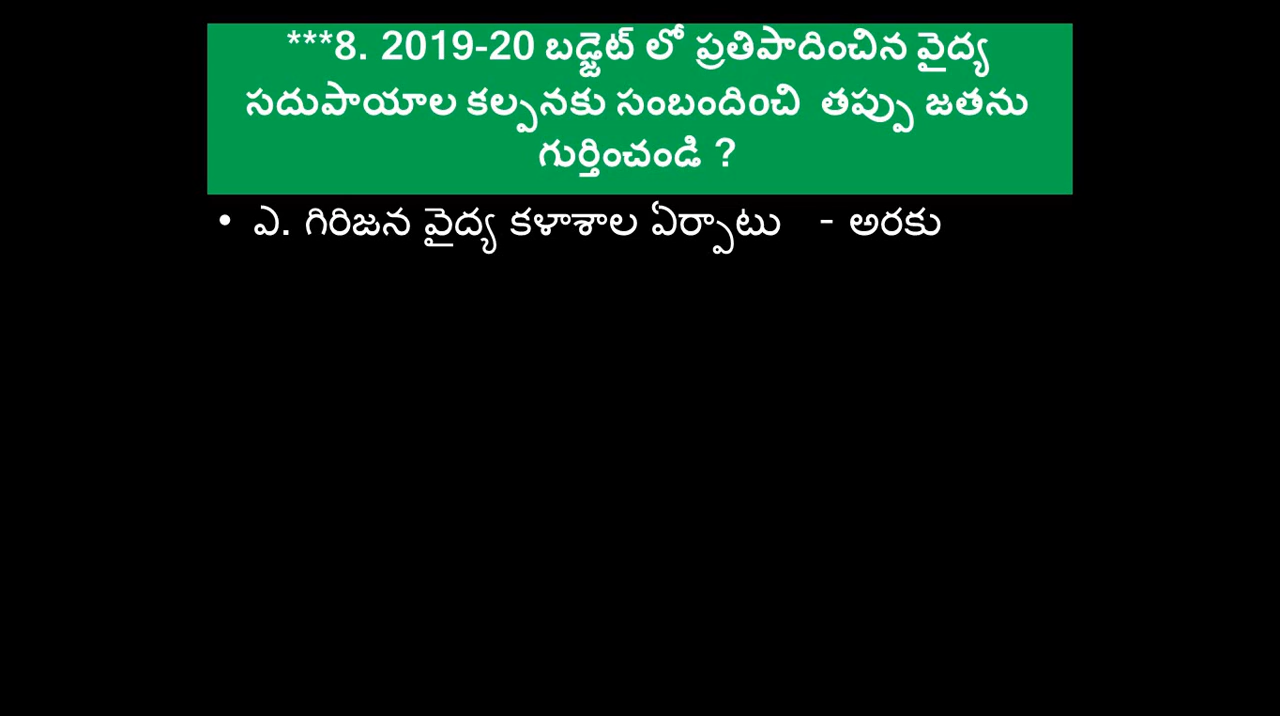 ***8. 2019-20 బడ్జెట్ లో ప్రతిపాదించిన వైద్య
సదుపాయాల కల్పనకు సంబందించి తప్పు జతను
గుర్తించండి ?
• ఎ. గిరిజన వైద్య కళాశాల ఏర్పాటు - అరకు